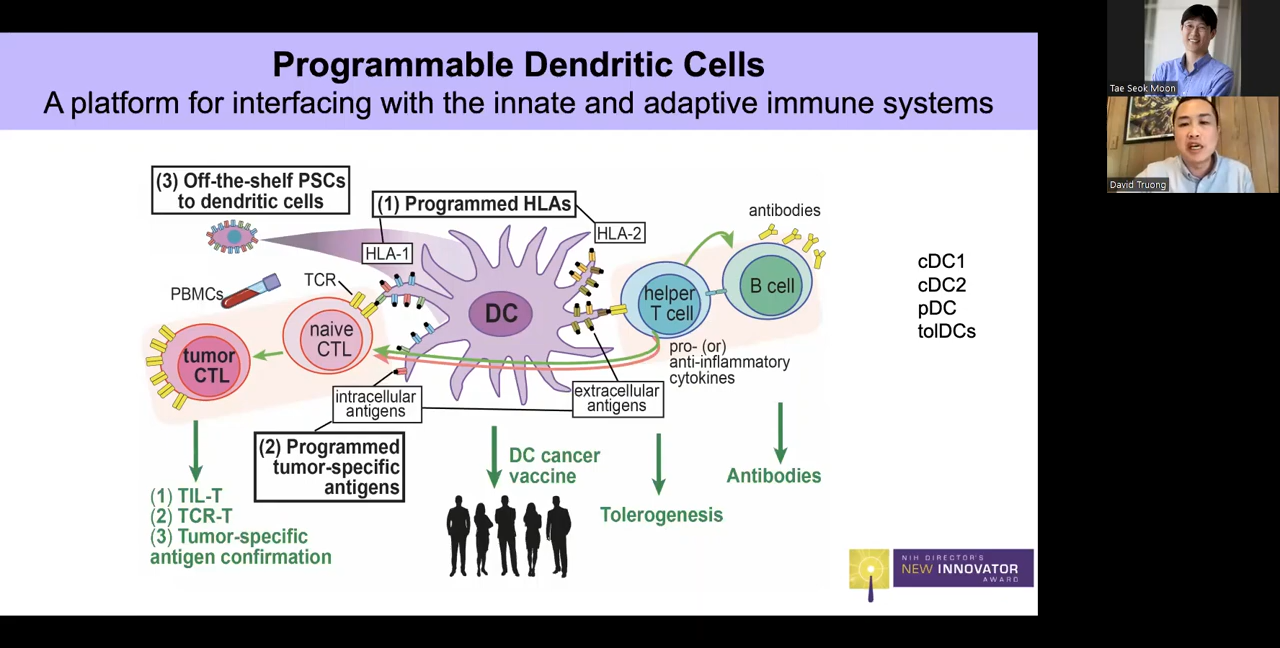 Programmable Dendritic Cells
A platform for interfacing with the innate and adaptive immune systems
(3) Off-the-shelf PSCs
to dendritic cells
(1) Programmed HLAs
HLA-1
HLA-2
antibodies
TCR
PBMCs
naive
CTL
tumor
CTL
DC
helper
T cell
B cell
pro- (or)
anti-inflammatory
cytokines
intracellular
antigens
extracellular
antigens
(2) Programmed
tumor-specific
antigens
(1) TIL-T
(2) TCR-T
(3) Tumor-specific
antigen confirmation
DC cancer
vaccine
Tolerogenesis
Antibodies
cDC1
cDC2
pDC
tolDCs
NIH DIRECTOR'S
NEW INNOVATOR
AWARD
Tae Seok Moon
David Truong